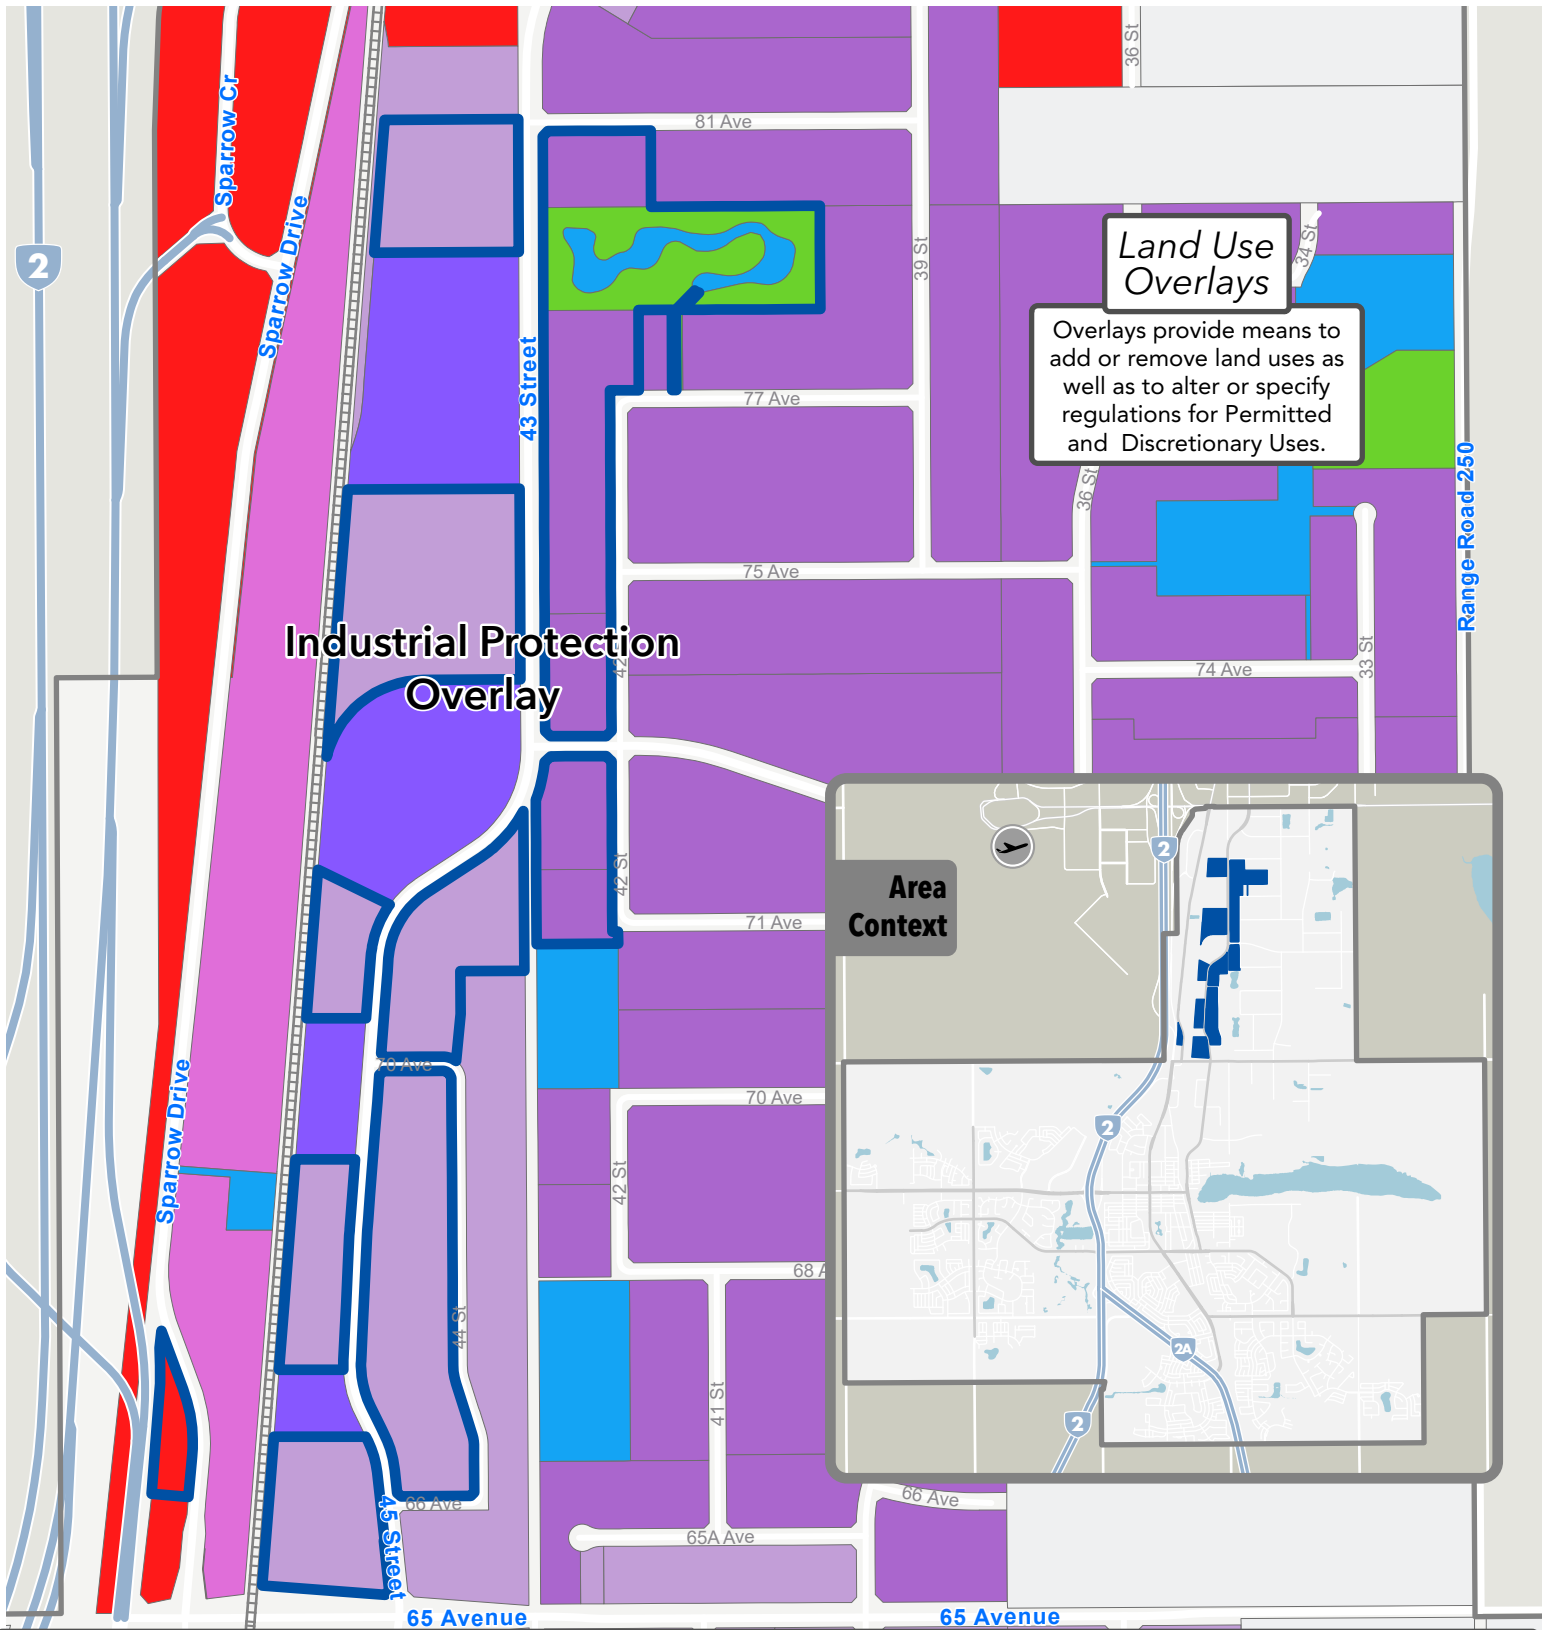 36 St
Sparrow Cr
81 Ave
Sparrow Drive
2
39 St
34 St
Land Use
Overlays
Overlays provide means to
add or remove land uses as
well as to alter or specify
regulations for Permitted
and Discretionary Uses.
43 Street
77 Ave
36 St
Range Road 250
75 Ave
Industrial Protection
Overlay
42
74 Ave
33 St
42 St
71 Ave
Area
Context
2
70 Ave
70 Ave
2
Sparrow Drive
42 St
68 A
44 St
41 St
2A
2
66 Ave
66 Ave
45 Street
65A Ave
65 Avenue
65 Avenue